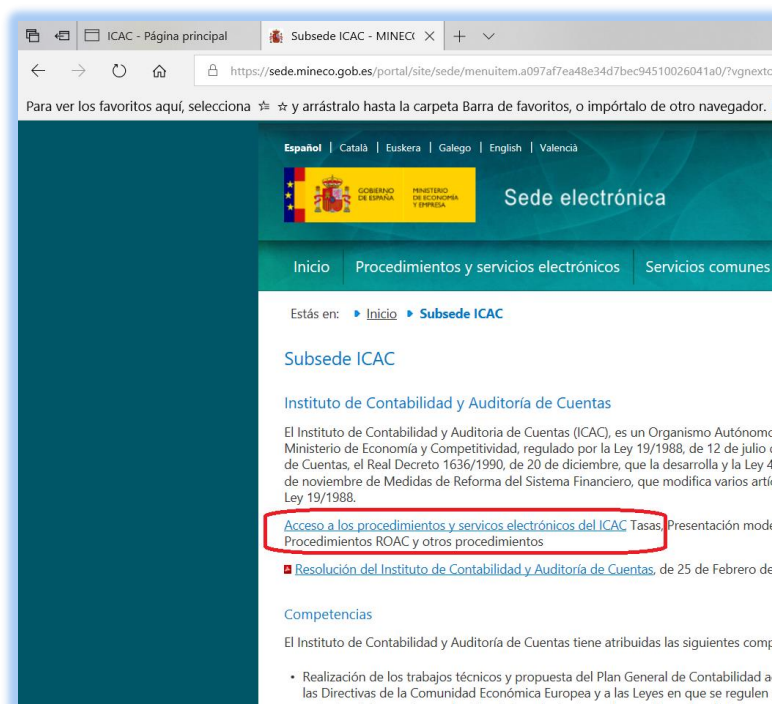 ICAC - Página principal
Subsede ICAC - MINECO
https://sede.mineco.gob.es/portal/site/sede/menuitem.a097af7ea48e34d7bec94510026041a0/?vgnextc
Para ver los favoritos aquí, selecciona y arrástralo hasta la carpeta Barra de favoritos, o impórtalo de otro navegador.
Español | Català | Euskera | Galego | English | Valencià
GOBIERNO DE ESPAÑA
MINISTERIO DE ECONOMÍA Y EMPRESA
Sede electrónica
Inicio Procedimientos y servicios electrónicos Servicios comunes
Estás en: Inicio Subsede ICAC
Subsede ICAC
Instituto de Contabilidad y Auditoría de Cuentas
El Instituto de Contabilidad y Auditoria de Cuentas (ICAC), es un Organismo Autónomo
Ministerio de Economía y Competitividad, regulado por la Ley 19/1988, de 12 de julio
de Cuentas, el Real Decreto 1636/1990, de 20 de diciembre, que la desarrolla y la Ley 4
de noviembre de Medidas de Reforma del Sistema Financiero, que modifica varios artí
Ley 19/1988.
Acceso a los procedimientos y servicos electrónicos del ICAC Tasas, Presentación mode
Procedimientos ROAC y otros procedimientos
Resolución del Instituto de Contabilidad y Auditoría de Cuentas, de 25 de Febrero de
Competencias
El Instituto de Contabilidad y Auditoría de Cuentas tiene atribuidas las siguientes comp
• Realización de los trabajos técnicos y propuesta del Plan General de Contabilidad a
las Directivas de la Comunidad Económica Europea y a las Leyes en que se regulen